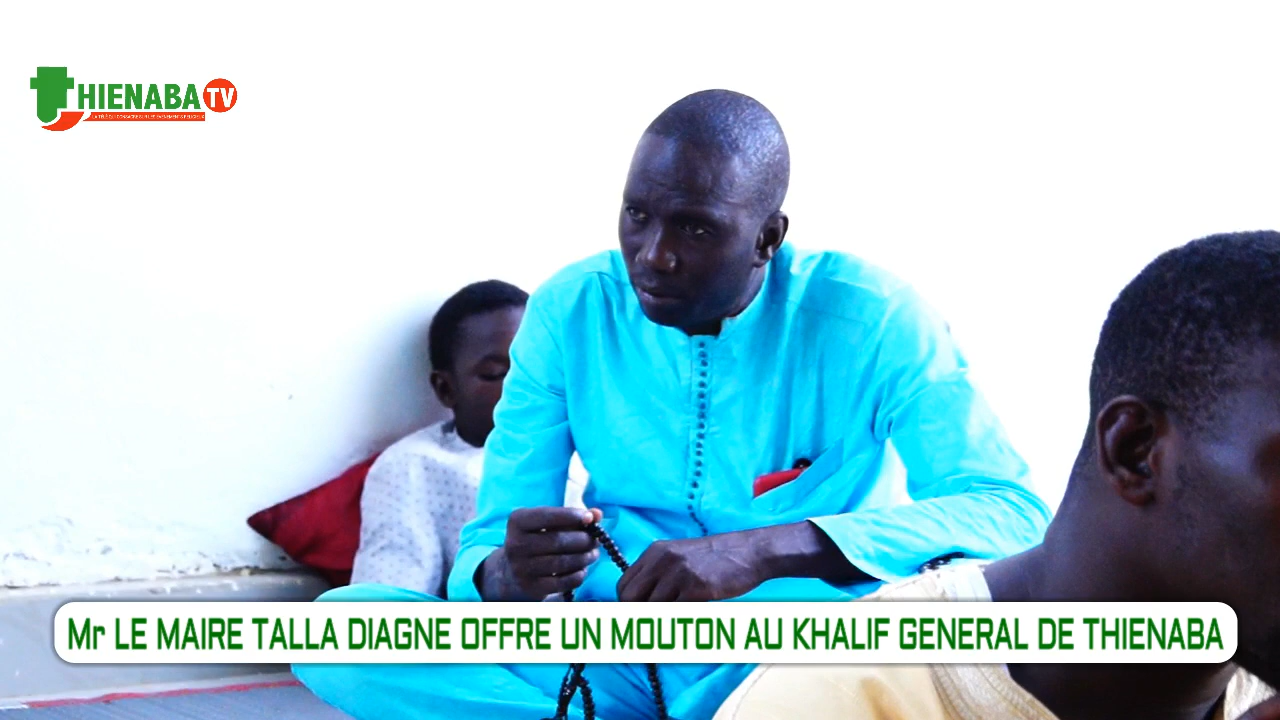 THIENABA TV
Mr LE MAIRE TALLA DIAGNE OFFRE UN MOUTON AU KHALIF GENERAL DE THIENABA